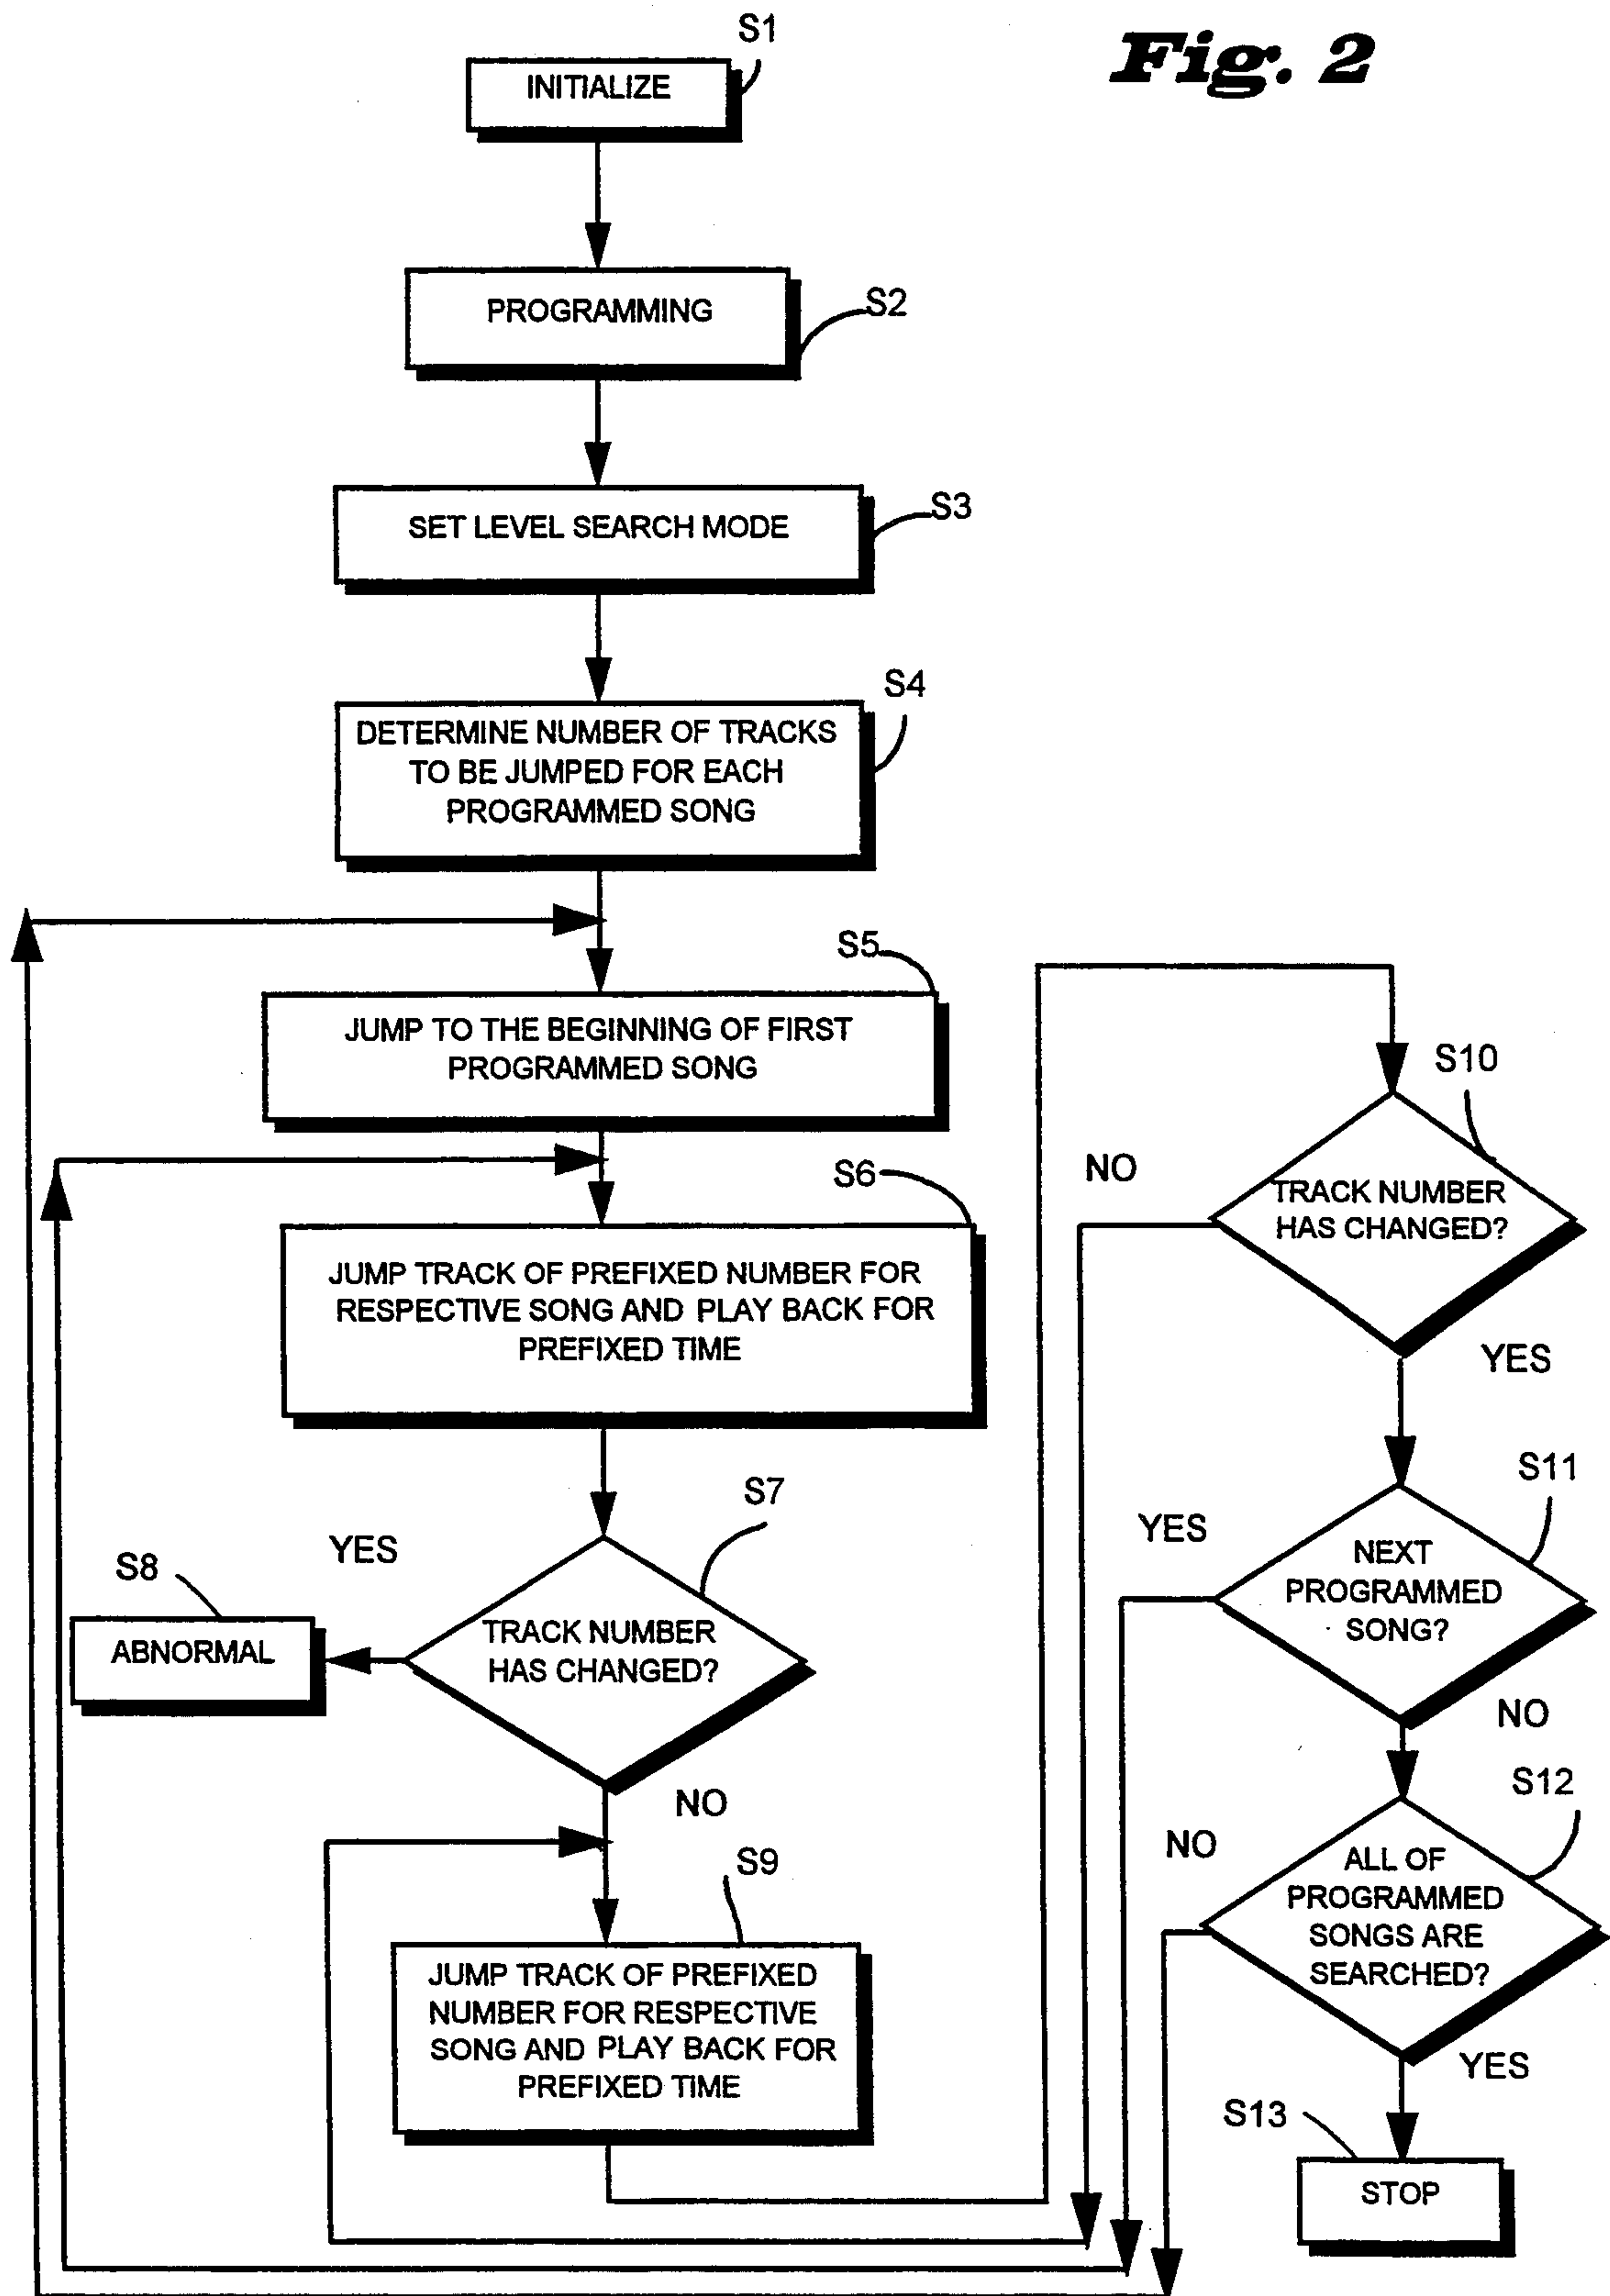 Fig. 2
S1
INITIALIZE
PROGRAMMING
S2
SET LEVEL SEARCH MODE
S3
S4
DETERMINE NUMBER OF TRACKS
TO BE JUMPED FOR EACH
PROGRAMMED SONG
S5
JUMP TO THE BEGINNING OF FIRST
PROGRAMMED SONG
S6
JUMP TRACK OF PREFIXED NUMBER FOR
RESPECTIVE SONG AND PLAY BACK FOR
PREFIXED TIME
S7
YES
S8
ABNORMAL
TRACK NUMBER
HAS CHANGED?
NO
S9
JUMP TRACK OF PREFIXED
NUMBER FOR RESPECTIVE
SONG AND PLAY BACK FOR
PREFIXED TIME
S10
NO
TRACK NUMBER
HAS CHANGED?
YES
S11
YES
NEXT
PROGRAMMED
SONG?
NO
S12
NO
ALL OF
PROGRAMMED
SONGS ARE
SEARCHED?
YES
S13
STOP